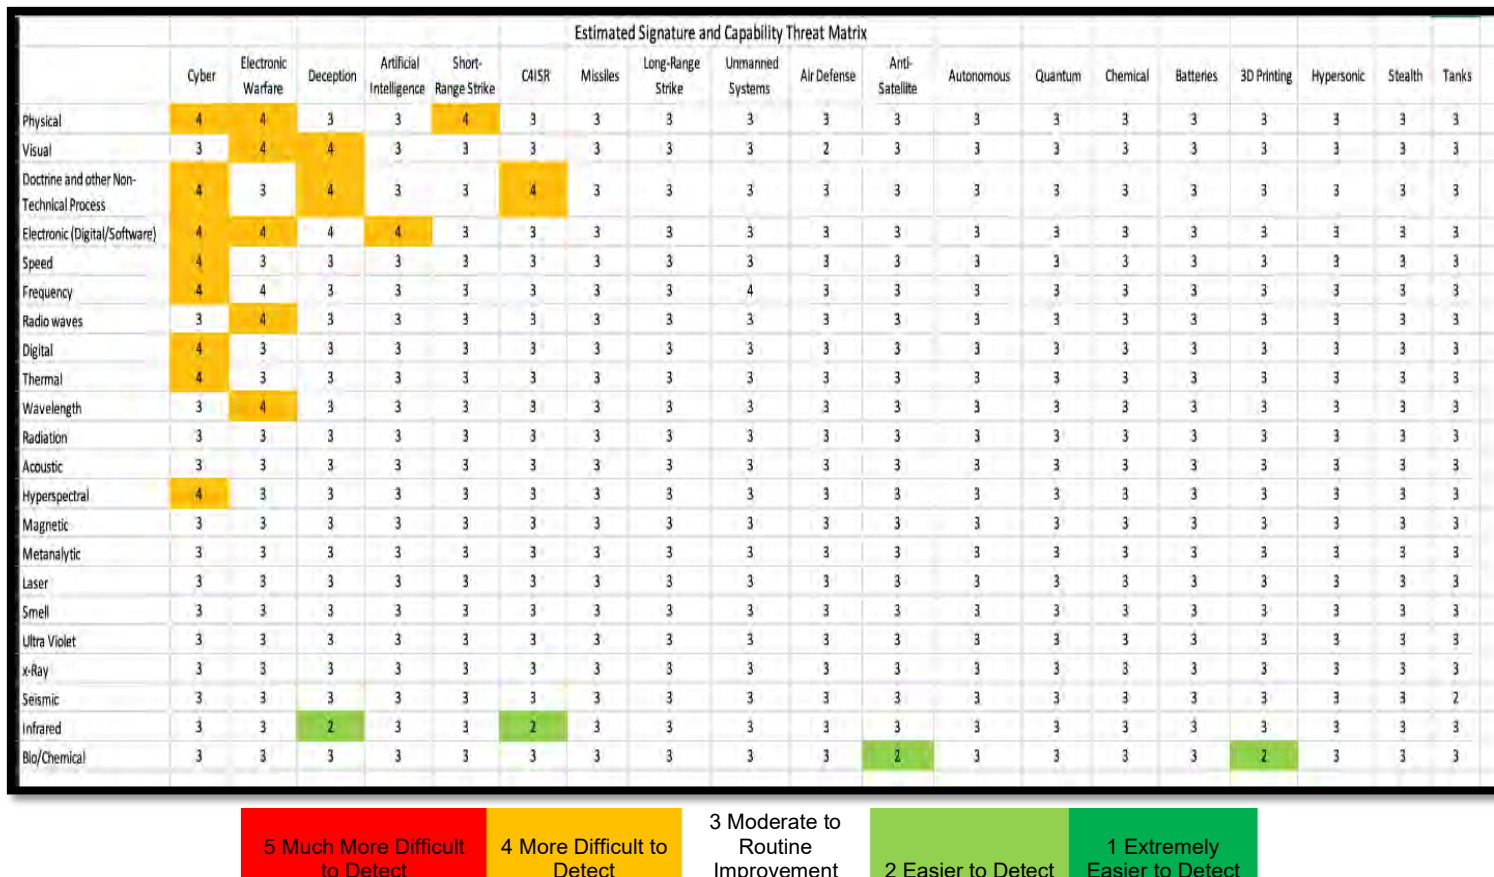 Estimated Signature and Capability Threat Matrix
Cyber Electronic Warfare Deception Artificial Intelligence Short-Range Strike C4ISR Missiles Long-Range Strike Unmanned Systems Air Defense Anti-Satellite Autonomous Quantum Chemical Batteries 3D Printing Hypersonic Stealth Tanks
Physical 4 4 3 3 4 3 3 3 3 3 3 3 3 3 3 3 3 3 3
Visual 3 4 4 3 3 3 3 3 3 2 3 3 3 3 3 3 3 3 3
Doctrine and other Non-
Technical Process 4 3 4 3 3 4 3 3 3 3 3 3 3 3 3 3 3 3 3
Electronic (Digital/Software) 4 4 4 4 3 3 3 3 3 3 3 3 3 3 3 3 3 3 3
Speed 4 3 3 3 3 3 3 3 3 3 3 3 3 3 3 3 3 3 3
Frequency 4 4 3 3 3 3 3 3 4 3 3 3 3 3 3 3 3 3 3
Radio waves 3 4 3 3 3 3 3 3 3 3 3 3 3 3 3 3 3 3 3
Digital 4 3 3 3 3 3 3 3 3 3 3 3 3 3 3 3 3 3 3
Thermal 4 3 3 3 3 3 3 3 3 3 3 3 3 3 3 3 3 3 3
Wavelength 3 4 3 3 3 3 3 3 3 3 3 3 3 3 3 3 3 3 3
Radiation 3 3 3 3 3 3 3 3 3 3 3 3 3 3 3 3 3 3 3
Acoustic 3 3 3 3 3 3 3 3 3 3 3 3 3 3 3 3 3 3 3
Hyperspectral 4 3 3 3 3 3 3 3 3 3 3 3 3 3 3 3 3 3 3
Magnetic 3 3 3 3 3 3 3 3 3 3 3 3 3 3 3 3 3 3 3
Metanalytic 3 3 3 3 3 3 3 3 3 3 3 3 3 3 3 3 3 3 3
Laser 3 3 3 3 3 3 3 3 3 3 3 3 3 3 3 3 3 3 3
Smell 3 3 3 3 3 3 3 3 3 3 3 3 3 3 3 3 3 3 3
Ultra Violet 3 3 3 3 3 3 3 3 3 3 3 3 3 3 3 3 3 3 3
x-Ray 3 3 3 3 3 3 3 3 3 3 3 3 3 3 3 3 3 3 3
Seismic 3 3 3 3 3 3 3 3 3 3 3 3 3 3 3 3 3 3 2
Infrared 3 3 2 3 3 2 3 3 3 3 3 3 3 3 3 3 3 3 3
Bio/Chemical 3 3 3 3 3 3 3 3 3 3 2 3 3 3 3 2 3 3 3
5 Much More Difficult
to Detect
4 More Difficult to
Detect
3 Moderate to
Routine
Improvement
2 Easier to Detect
1 Extremely
Easier to Detect